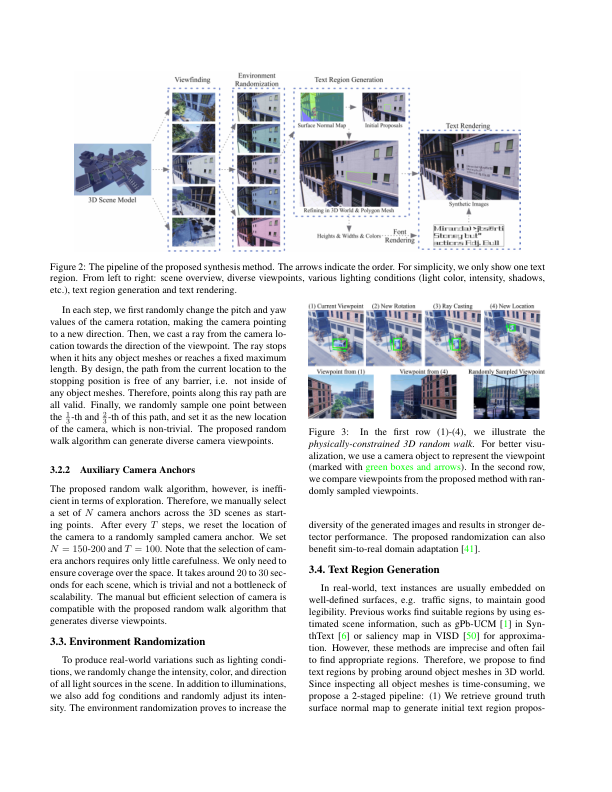 Viewfinding
Environment
Randomization
Text Region Generation
Surface Normal Map
Initial Proposals
Text Rendering
3D Scene Model
Refining in 3D World & Polygon Mesh
Synthetic Images
Heights & Widths & Colors
Font
Rendering
Figure 2: The pipeline of the proposed synthesis method. The arrows indicate the order. For simplicity, we only show one text
region. From left to right: scene overview, diverse viewpoints, various lighting conditions (light color, intensity, shadows,
etc.), text region generation and text rendering.
In each step, we first randomly change the pitch and yaw
values of the camera rotation, making the camera pointing
to a new direction. Then, we cast a ray from the camera lo-
cation towards the direction of the viewpoint. The ray stops
when it hits any object meshes or reaches a fixed maximum
length. By design, the path from the current location to the
stopping position is free of any barrier, i.e. not inside of
any object meshes. Therefore, points along this ray path are
all valid. Finally, we randomly sample one point between
the 1/3-th and 2/3-th of this path, and set it as the new location
of the camera, which is non-trivial. The proposed random
walk algorithm can generate diverse camera viewpoints.
3.2.2 Auxiliary Camera Anchors
The proposed random walk algorithm, however, is ineffi-
cient in terms of exploration. Therefore, we manually select
a set of N camera anchors across the 3D scenes as start-
ing points. After every T steps, we reset the location of
the camera to a randomly sampled camera anchor. We set
N = 150-200 and T = 100. Note that the selection of cam-
era anchors requires only little carefulness. We only need to
ensure coverage over the space. It takes around 20 to 30 sec-
onds for each scene, which is trivial and not a bottleneck of
scalability. The manual but efficient selection of camera is
compatible with the proposed random walk algorithm that
generates diverse viewpoints.
3.3. Environment Randomization
To produce real-world variations such as lighting condi-
tions, we randomly change the intensity, color, and direction
of all light sources in the scene. In addition to illuminations,
we also add fog conditions and randomly adjust its inten-
sity. The environment randomization proves to increase the
(1) Current Viewpoint
(2) New Rotation
(3) Ray Casting
(4) New Location
Viewpoint from (1)
Viewpoint from (4)
Randomly Sampled Viewpoint
Figure 3: In the first row (1)-(4), we illustrate the
physically-constrained 3D random walk. For better visu-
alization, we use a camera object to represent the viewpoint
(marked with green boxes and arrows). In the second row,
we compare viewpoints from the proposed method with ran-
domly sampled viewpoints.
diversity of the generated images and results in stronger de-
tector performance. The proposed randomization can also
benefit sim-to-real domain adaptation [41].
3.4. Text Region Generation
In real-world, text instances are usually embedded on
well-defined surfaces, e.g. traffic signs, to maintain good
legibility. Previous works find suitable regions by using es-
timated scene information, such as gPb-UCM [1] in Syn-
thText [6] or saliency map in VISD [50] for approxima-
tion. However, these methods are imprecise and often fail
to find appropriate regions. Therefore, we propose to find
text regions by probing around object meshes in 3D world.
Since inspecting all object meshes is time-consuming, we
propose a 2-staged pipeline: (1) We retrieve ground truth
surface normal map to generate initial text region propos-